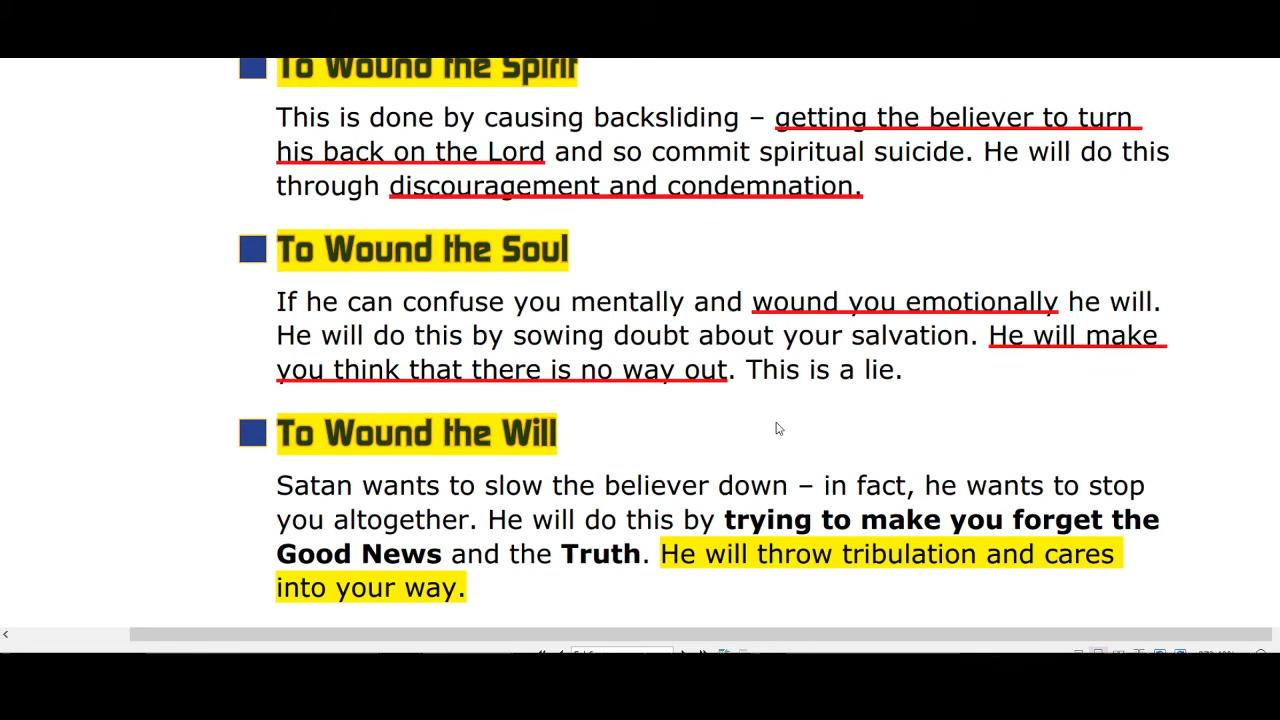 To Wound the Spirit
This is done by causing backsliding – getting the believer to turn
his back on the Lord and so commit spiritual suicide. He will do this
through discouragement and condemnation.
To Wound the Soul
If he can confuse you mentally and wound you emotionally he will.
He will do this by sowing doubt about your salvation. He will make
you think that there is no way out. This is a lie.
To Wound the Will
Satan wants to slow the believer down – in fact, he wants to stop
you altogether. He will do this by trying to make you forget the
Good News and the Truth. He will throw tribulation and cares
into your way.